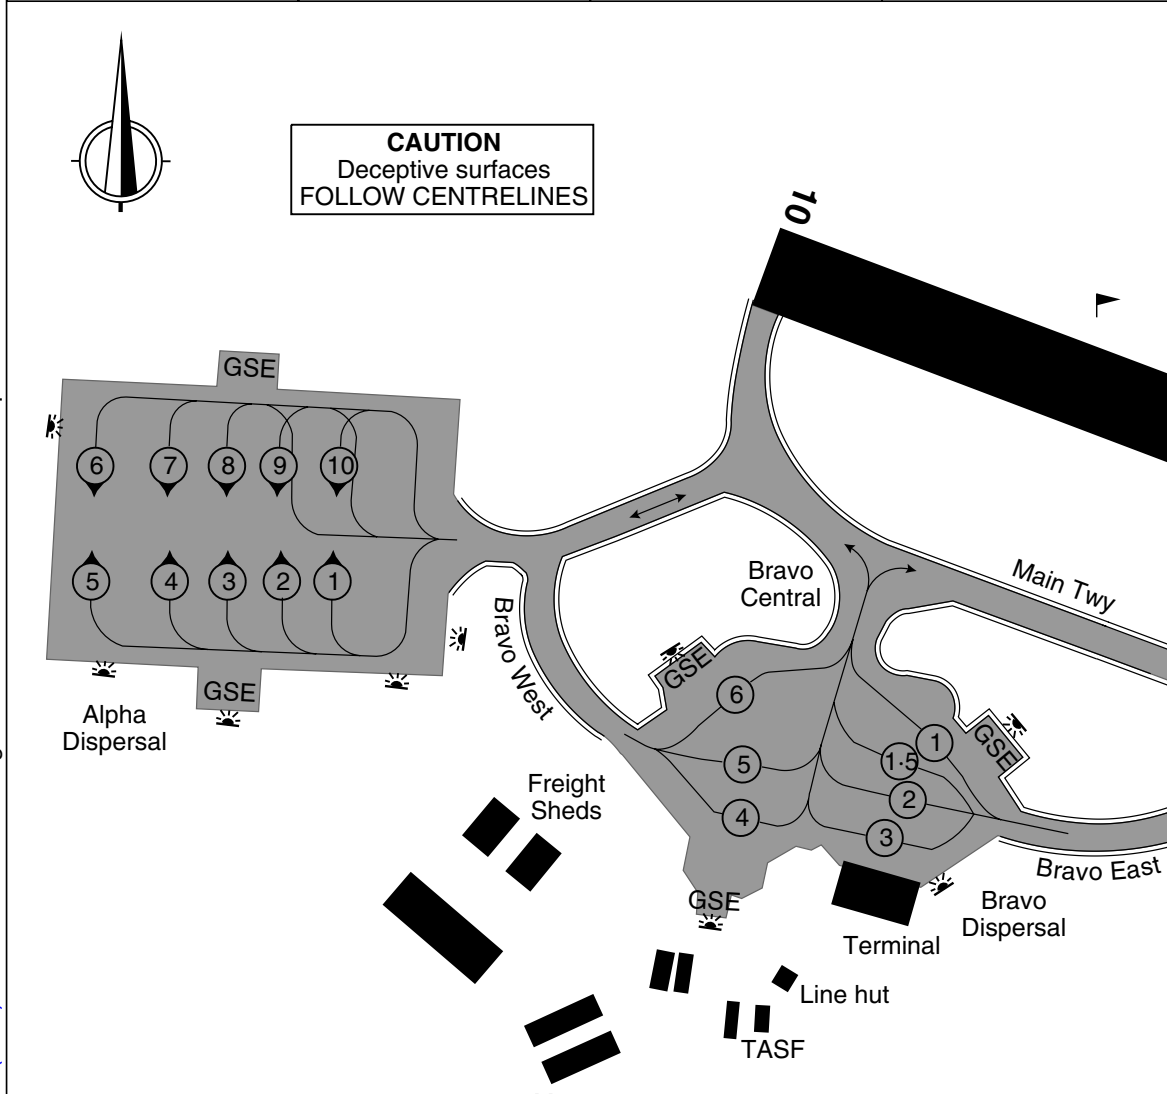 CAUTION
Deceptive surfaces
FOLLOW CENTRELINES
10
GSE
6
7
8
9
10
5
4
3
2
1
GSE
Alpha
Dispersal
Bravo West
Bravo
Central
Main Twy
GSE
6
5
4
1
1·5
2
3
GSE
Freight
Sheds
GSE
Bravo East
Bravo
Dispersal
Terminal
Line hut
TASF